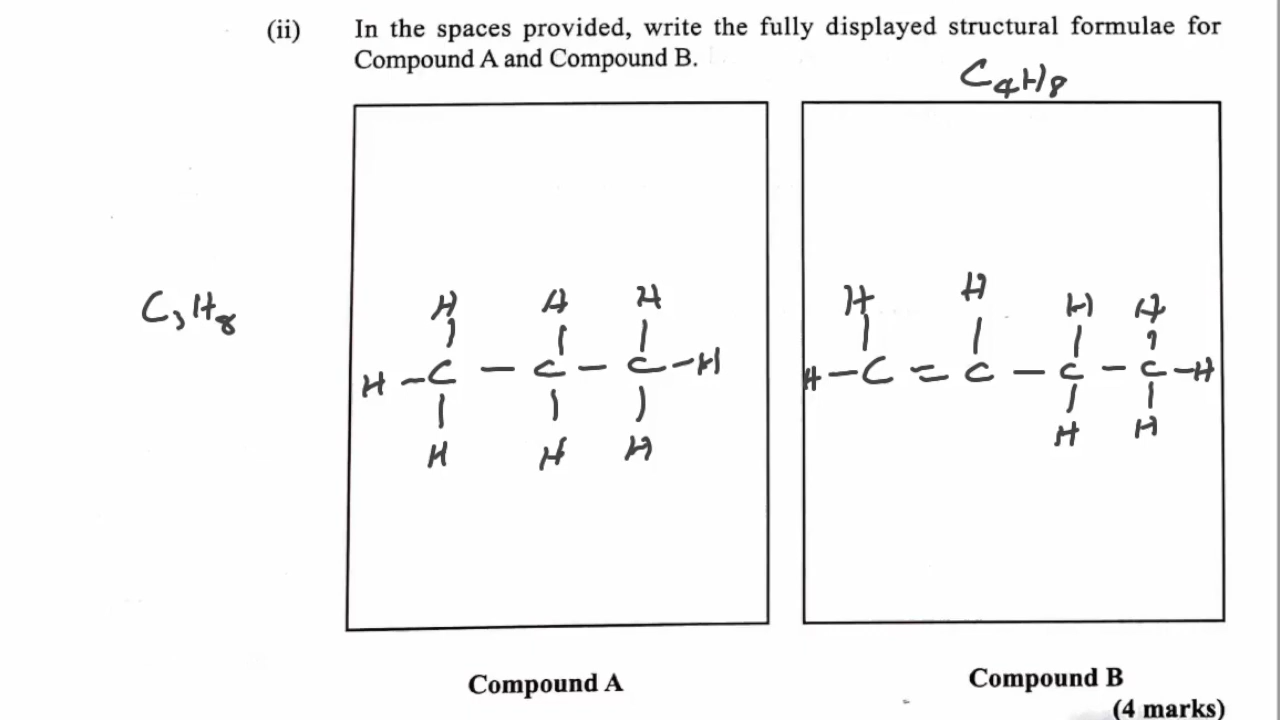 (ii) In the spaces provided, write the fully displayed structural formulae for
Compound A and Compound B.
C₄H₈
C₃H₈
H H H
H – C – C – C – H
H H H
H H H H
H – C = C – C – C – H
H H
Compound A
Compound B
(4 marks)